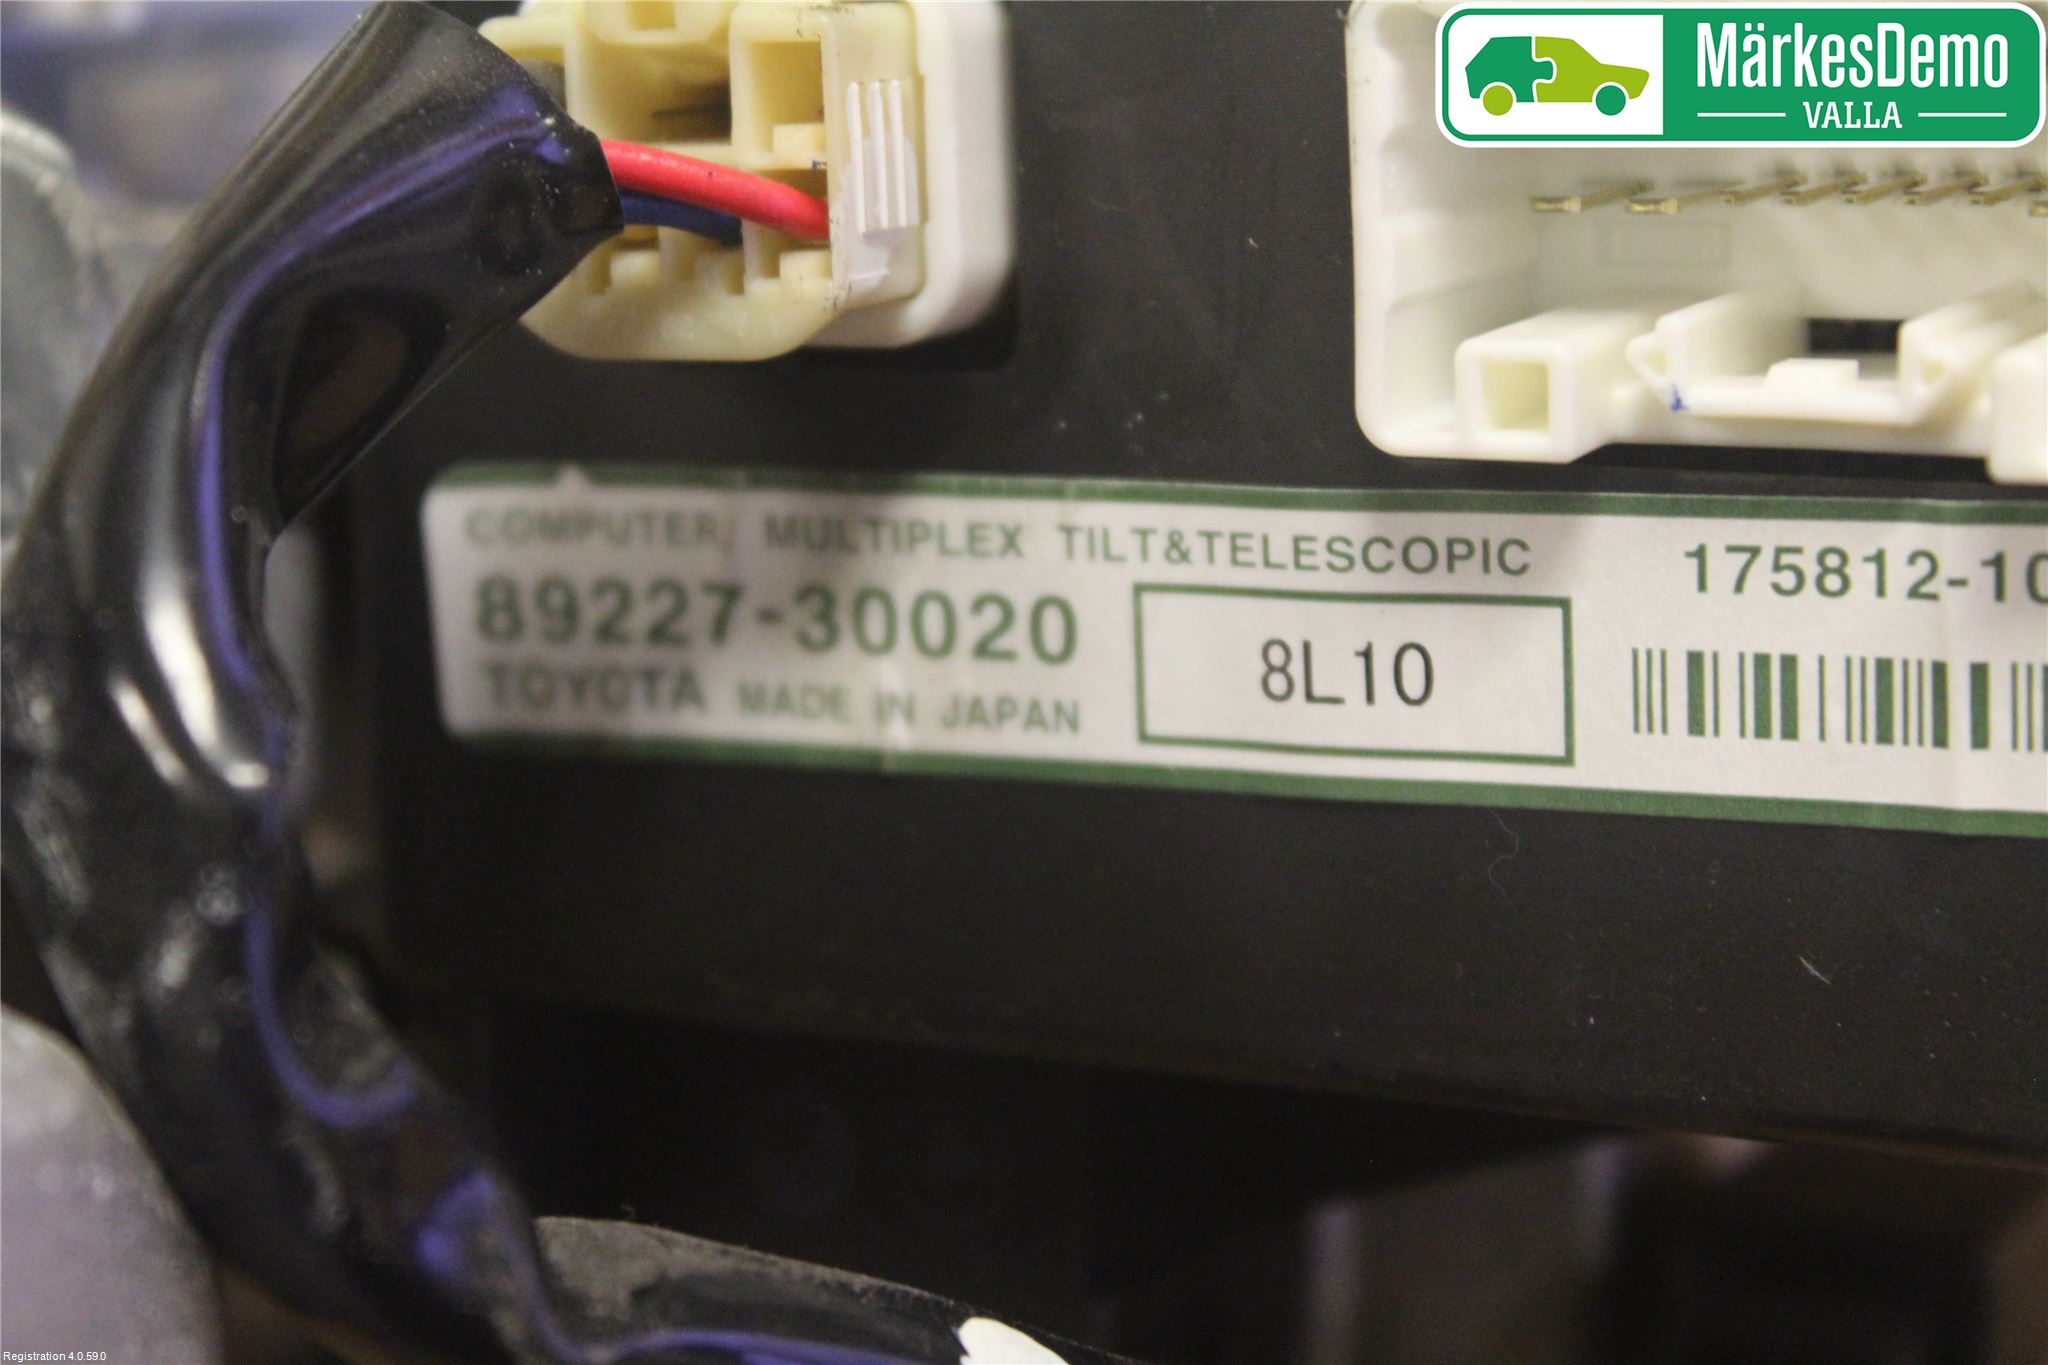 MärkesDemo
VALLA
COMPUTER, MULTIPLEX TILT&TELESCOPIC
89227-30020
TOYOTA MADE IN JAPAN
8L10
175812-10
Registration 4.0.59.0